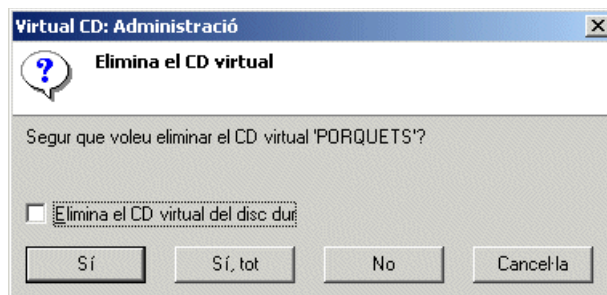 Virtual CD: Administració
Elimina el CD virtual
Segur que voleu eliminar el CD virtual 'PORQUETS'?
Elimina el CD virtual del disc dur
Sí
Sí, tot
No
Cancel·la